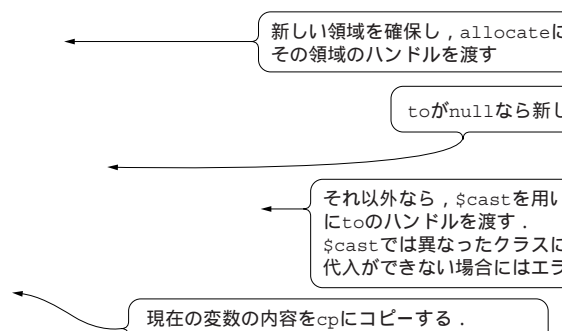 新しい領域を確保し，allocateに
その領域のハンドルを渡す
toがnullなら新し
それ以外なら，$castを用い
にtoのハンドルを渡す．
$castでは異なったクラスに
代入ができない場合にはエラ
現在の変数の内容をcpにコピーする．